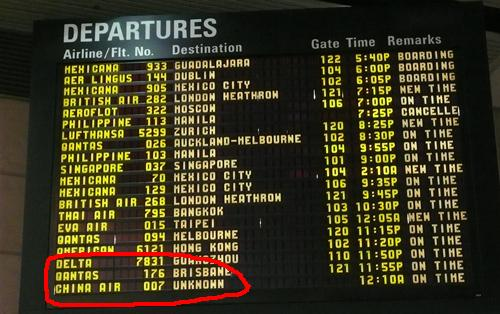 DEPARTURES
Airline/Flt. No. Destination Gate Time Remarks
MEXICANA 933 GUADALAJARA 122 5:40P BOARDING
AER LINGUS 144 DUBLIN 104 6:00P BOARDING
MEXICANA 905 MEXICO CITY 102 6:05P BOARDING
BRITISH AIR 282 LONDON HEATHROW 121 7:15P NEW TIME
AEROFLOT 322 MOSCOW 106 7:00P ON TIME
PHILIPPINE 113 MANILA 7:25P CANCELLE
LUFTHANSA 5299 ZURICH 120 8:25P NEW TIME
QANTAS 026 AUCKLAND-MELBOURNE 102 8:30P ON TIME
PHILIPPINE 103 MANILA 104 9:55P ON TIME
SINGAPORE 037 SINGAPORE 101 9:00P ON TIME
MEXICANA 70 MEXICO CITY 104 2:10A NEW TIME
MEXICANA 129 MEXICO CITY 106 9:35P ON TIME
BRITISH AIR 268 LONDON HEATHROW 121 9:45P ON TIME
THAI AIR 795 BANGKOK 103 10:30P ON TIME
EVA AIR 015 TAIPEI 105 12:05A NEW TIME
QANTAS 094 MELBOURNE 120 11:15P ON TIME
AMERICAN 6121 HONG KONG 102 11:20P ON TIME
DELTA 7831 GUANGZHOU 110 11:50P ON TIME
QANTAS 176 BRISBANE 121 11:55P ON TIME
CHINA AIR 007 UNKNOWN 12:10A ON TIME